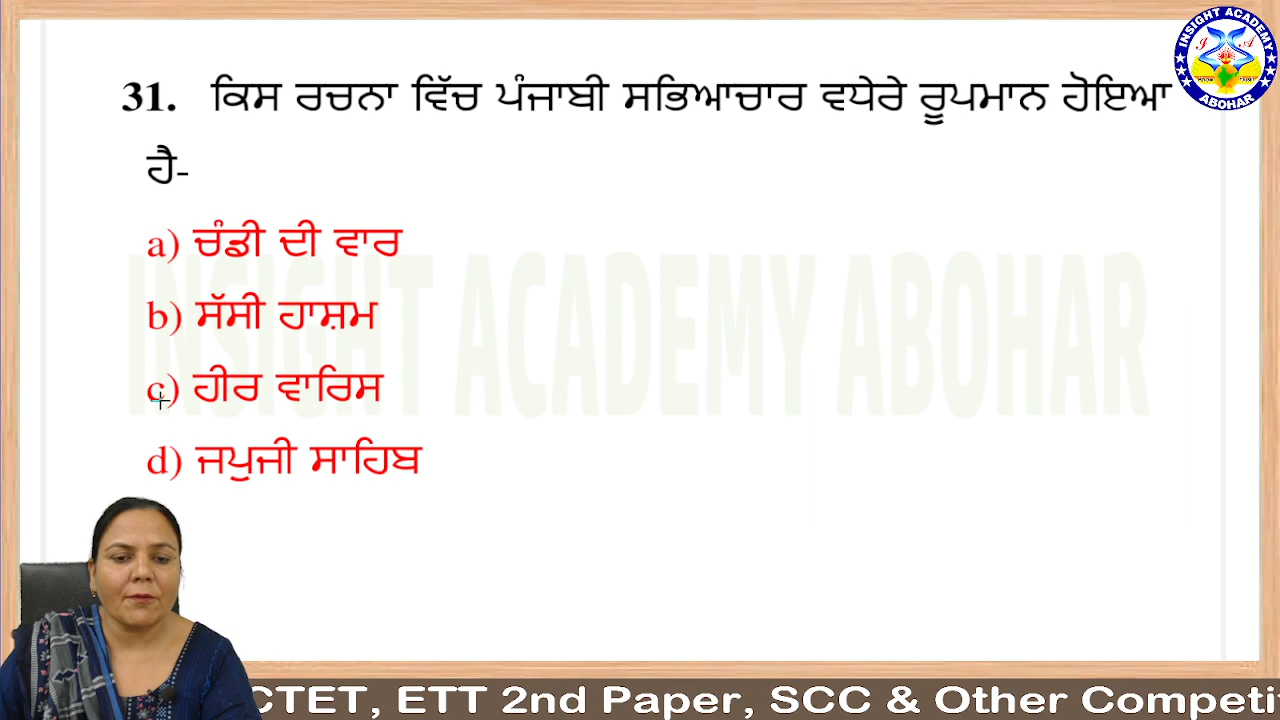 INSIGHT ACADEMY
I A
ABOHAR
31. ਕਿਸ ਰਚਨਾ ਵਿੱਚ ਪੰਜਾਬੀ ਸਭਿਆਚਾਰ ਵਧੇਰੇ ਰੂਪਮਾਨ ਹੋਇਆ
ਹੈ-
a) ਚੰਡੀ ਦੀ ਵਾਰ
b) ਸੱਸੀ ਹਾਸ਼ਮ
c) ਹੀਰ ਵਾਰਿਸ
d) ਜਪੁਜੀ ਸਾਹਿਬ
INSIGHT ACADEMY ABOHAR
CTET, ETT 2nd Paper, SCC & Other Competi